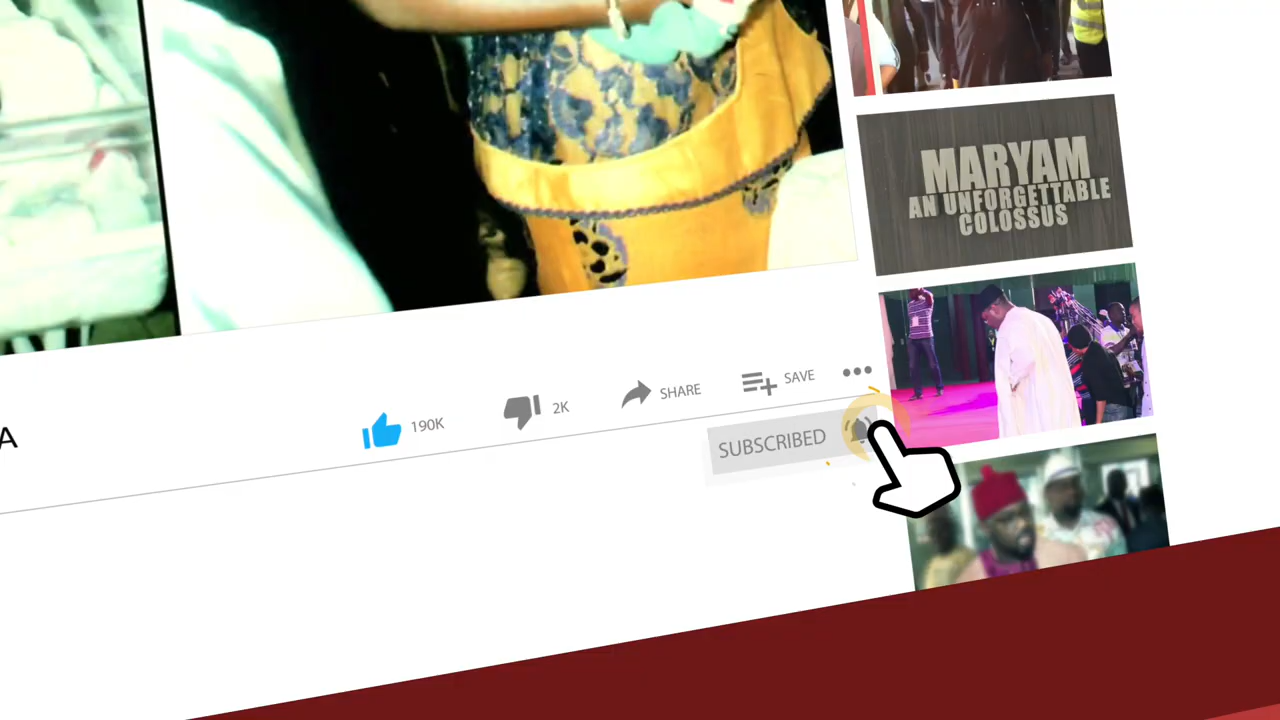 MARYAM
AN UNFORGETTABLE
COLOSSUS
A
190K
2K
SHARE
SAVE
SUBSCRIBED